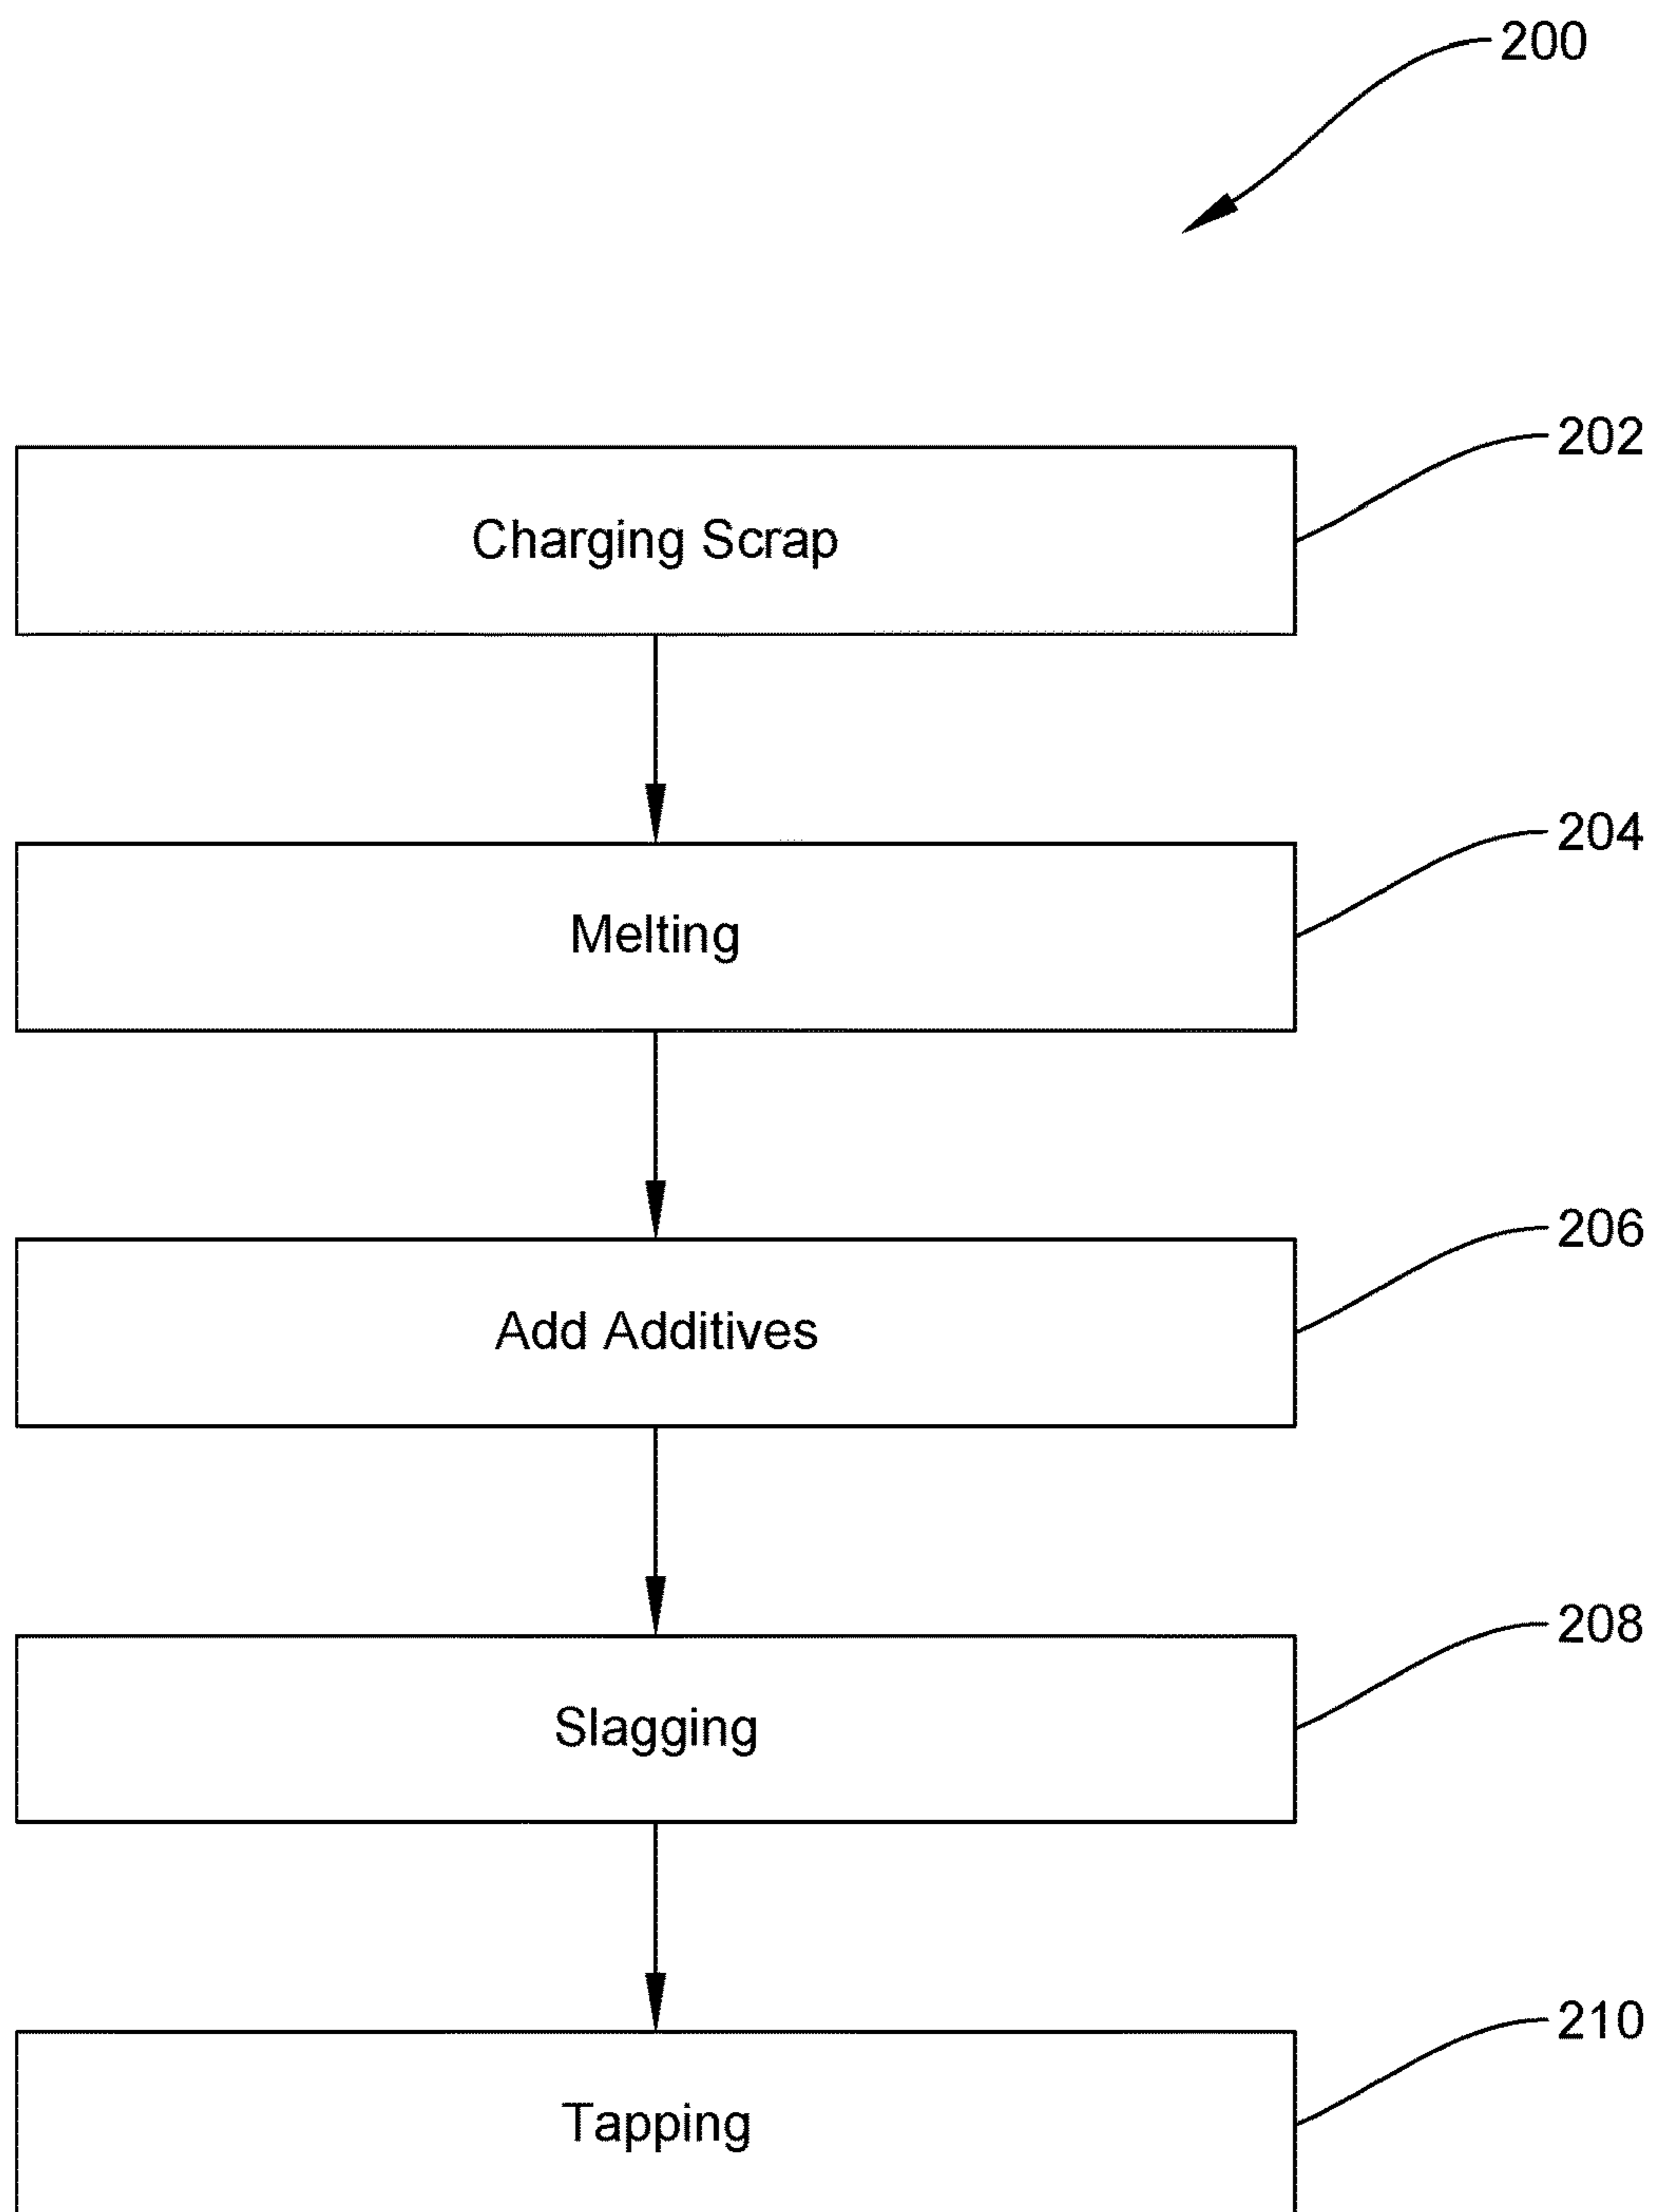 200
202
Charging Scrap
204
Melting
206
Add Additives
208
Slagging
210
Tapping